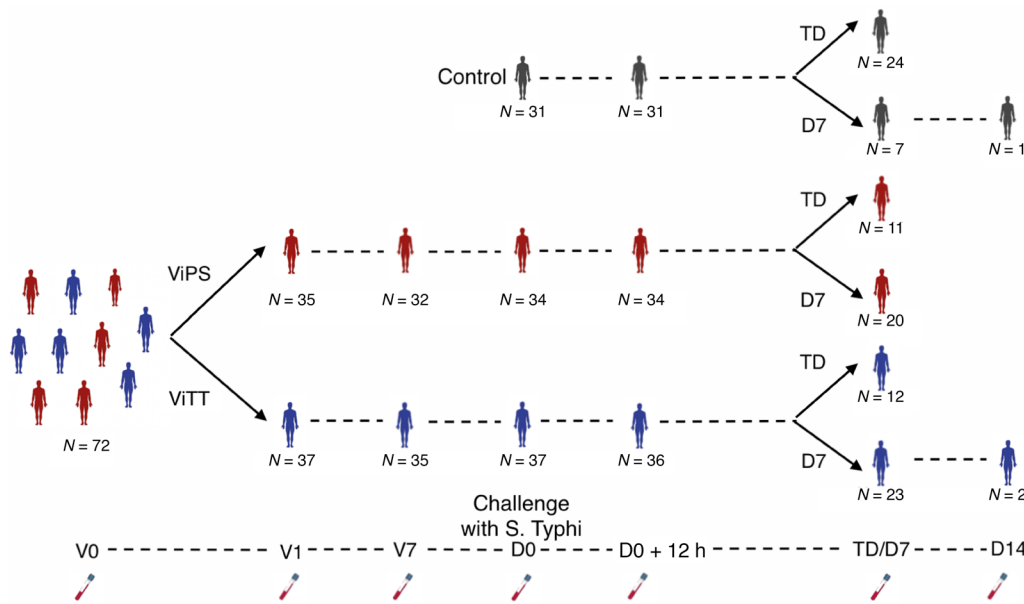 TD
N = 24
Control
N = 31
N = 31
D7
N = 7
N = 1
TD
N = 11
ViPS
N = 35
N = 32
N = 34
N = 34
D7
N = 20
TD
N = 12
ViTT
N = 72
N = 37
N = 35
N = 37
N = 36
D7
N = 23
N = 2
Challenge
with S. Typhi
V0
V1
V7
D0
D0 + 12 h
TD/D7
D14